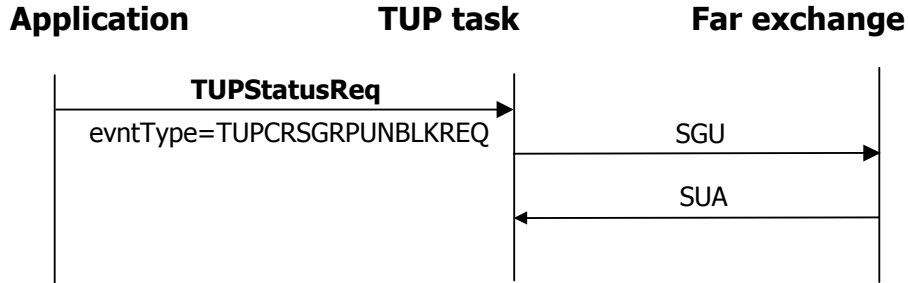 Application TUP task Far exchange
TUPStatusReq
evntType=TUPCRSGRPUNBLKREQ SGU
SUA